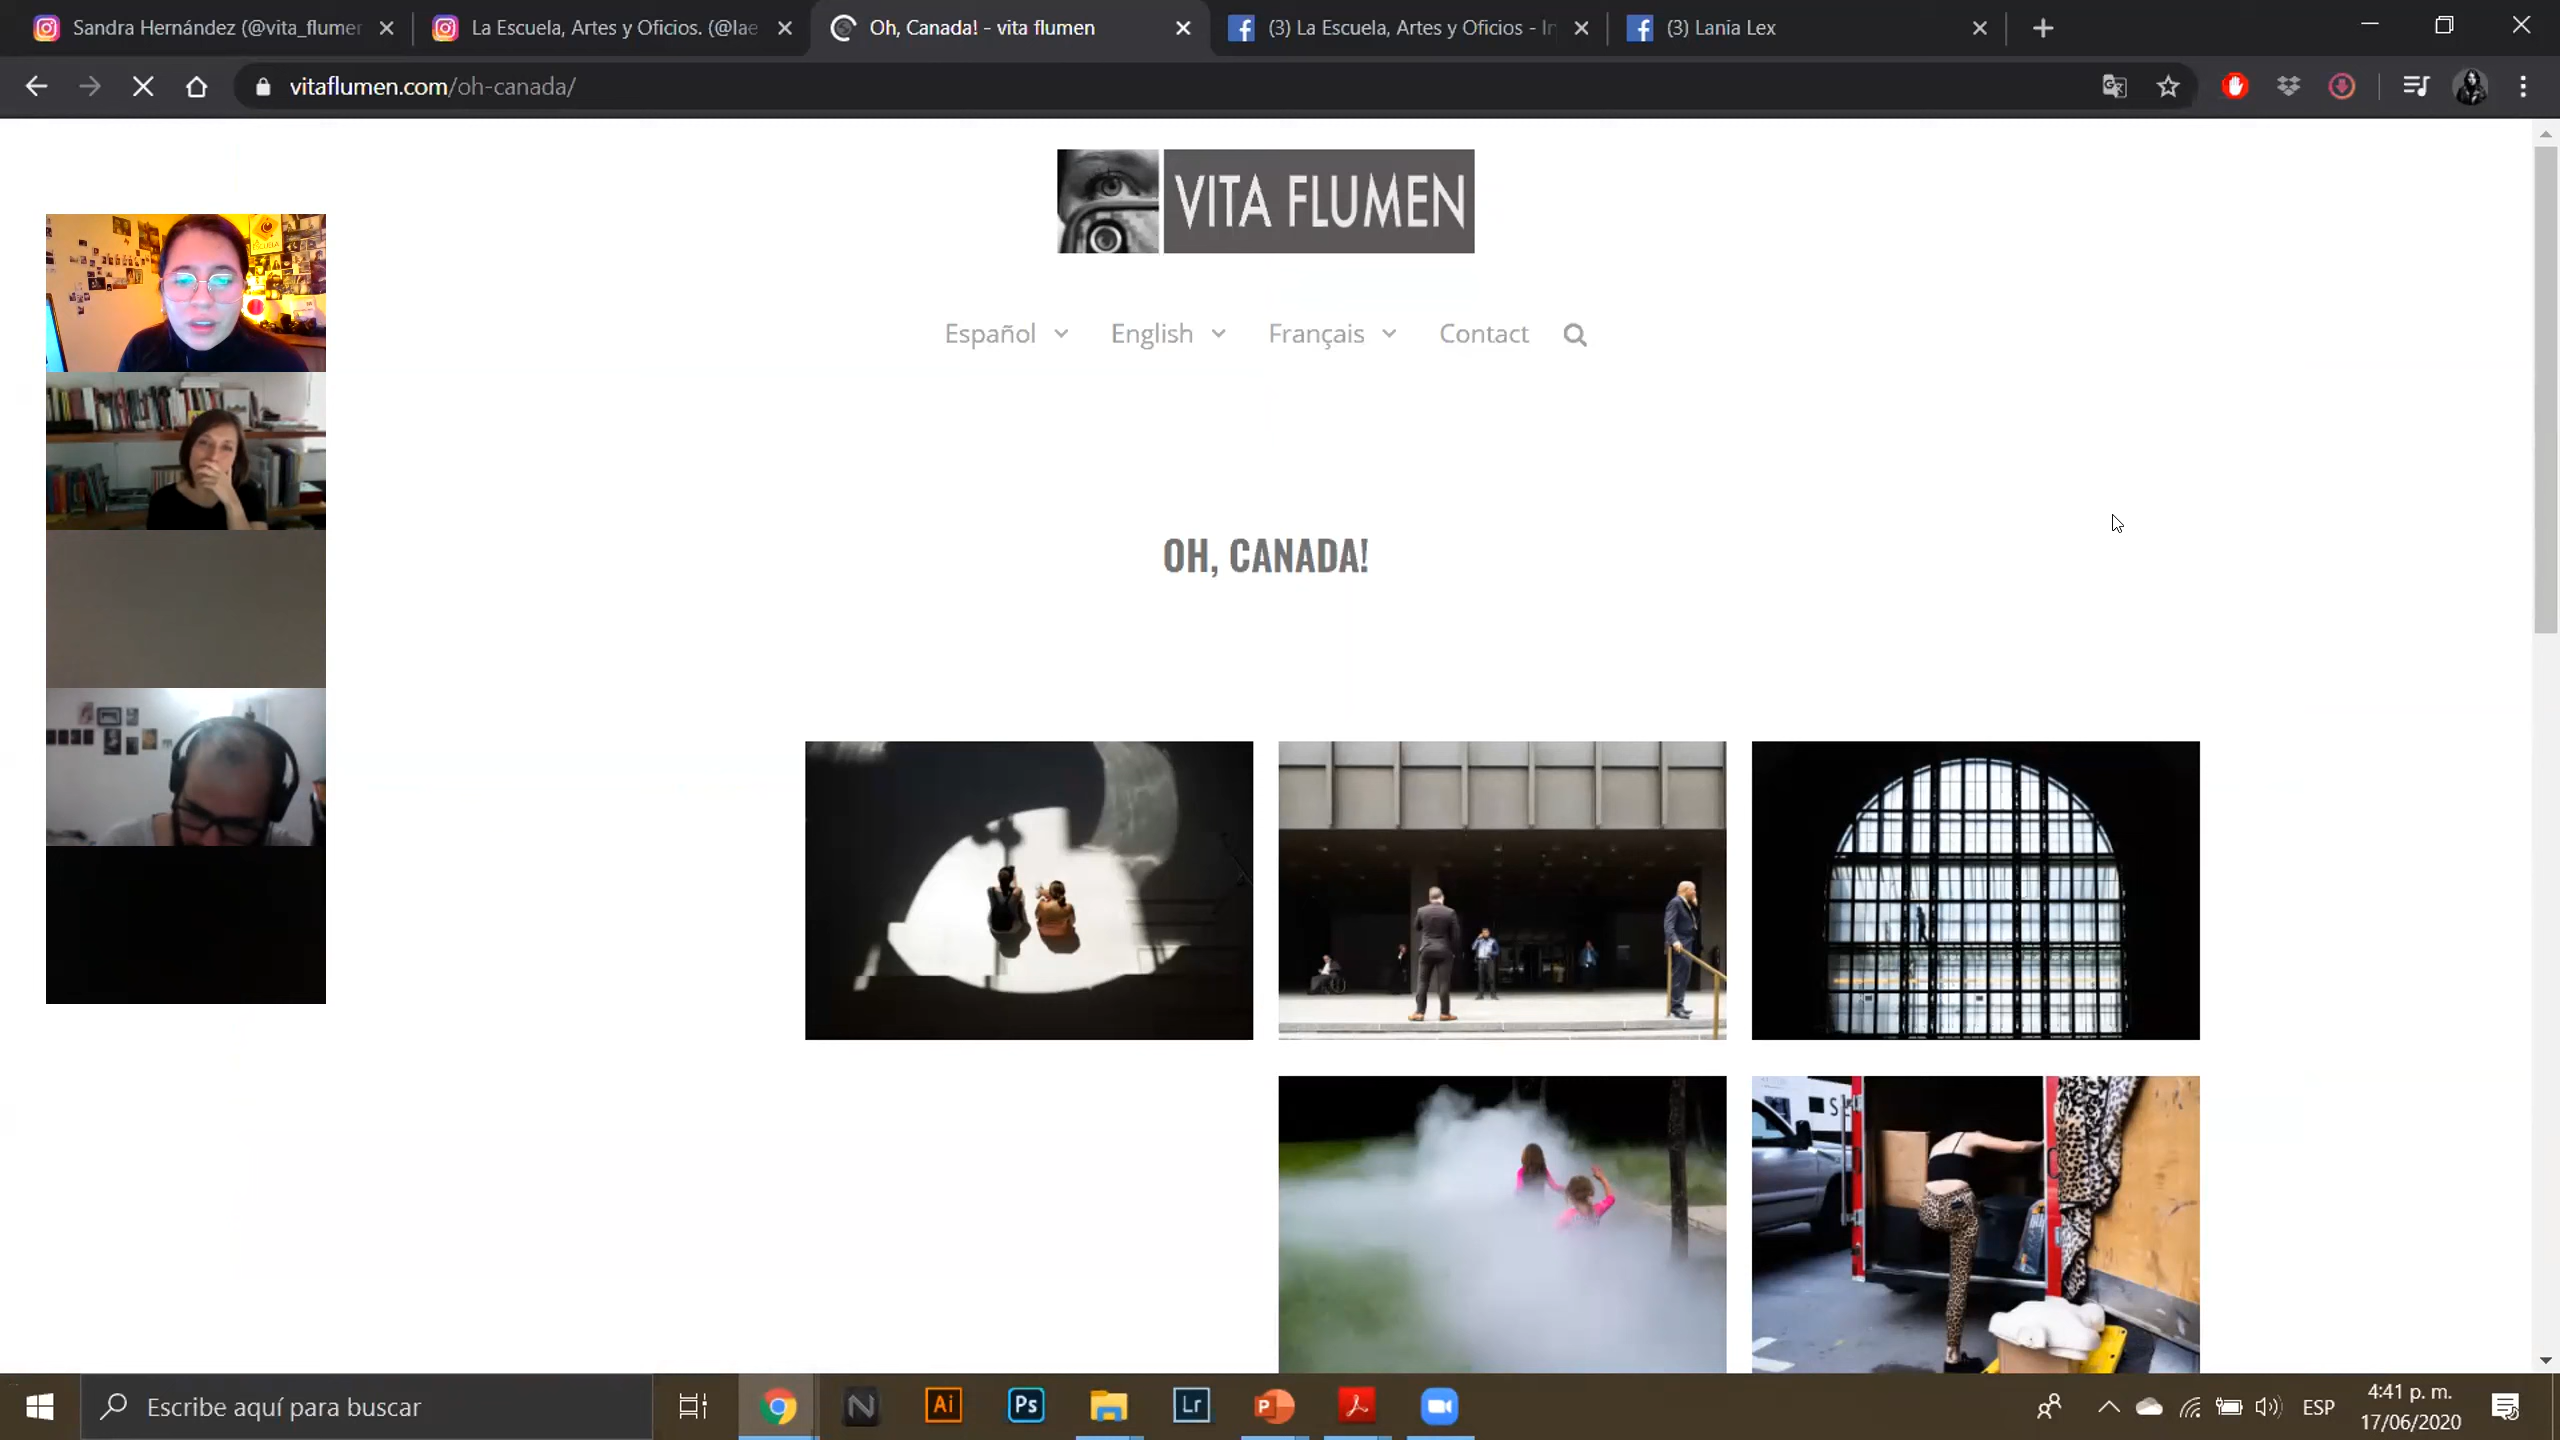 Sandra Hernández (@vita_flumer
La Escuela, Artes y Oficios. (@lae
Oh, Canada! - vita flumen
(3) La Escuela, Artes y Oficios - In
(3) Lania Lex
vitaflumen.com/oh-canada/
VITA FLUMEN
Español
English
Français
Contact
OH, CANADA!
Escribe aquí para buscar
N
Ai
Ps
Lr
P
ESP
4:41 p. m.
17/06/2020